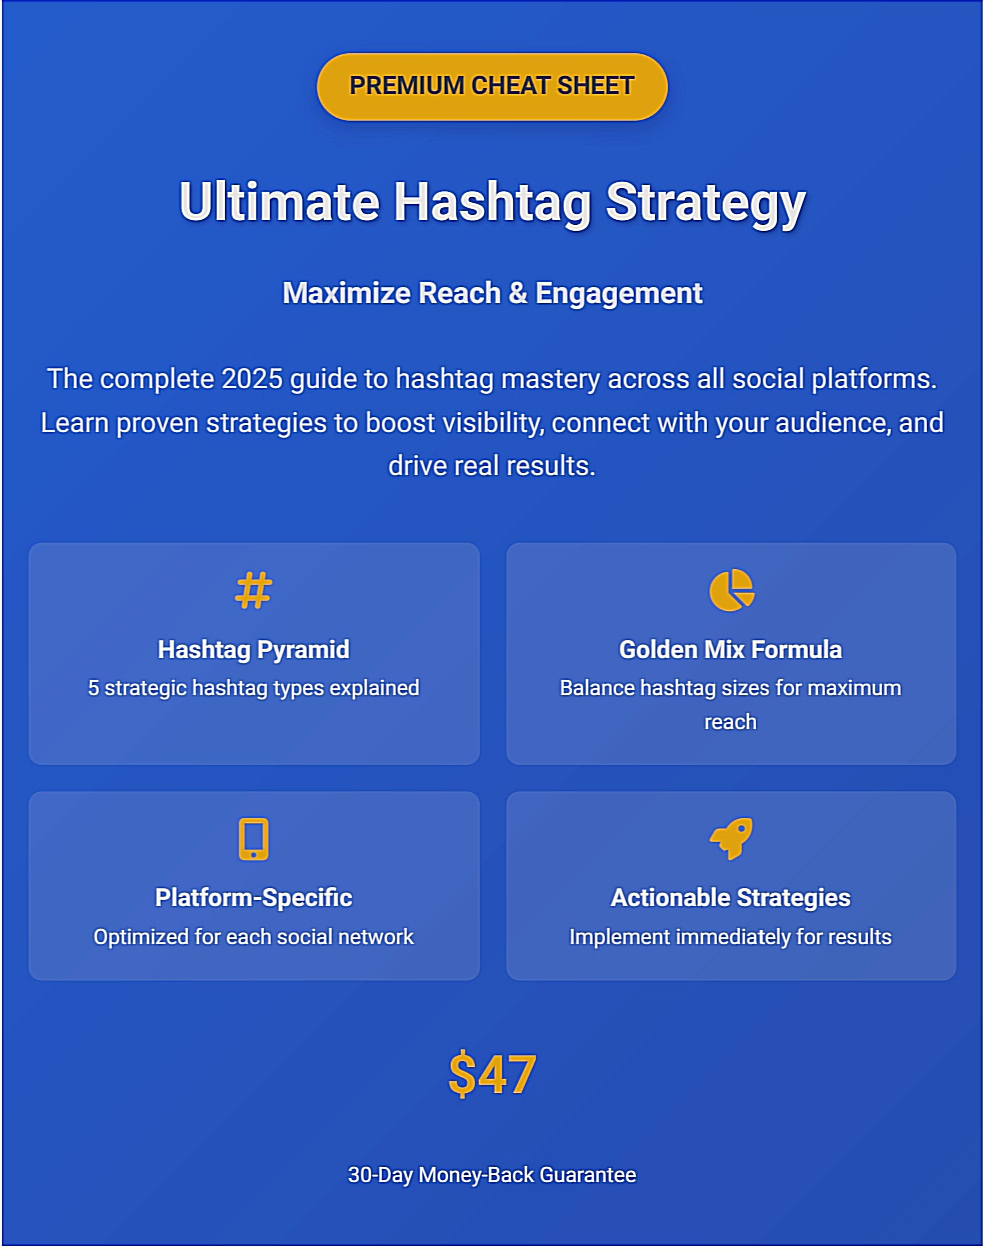 PREMIUM CHEAT SHEET
Ultimate Hashtag Strategy
Maximize Reach & Engagement
The complete 2025 guide to hashtag mastery across all social platforms.
Learn proven strategies to boost visibility, connect with your audience, and
drive real results.
Hashtag Pyramid
5 strategic hashtag types explained
Golden Mix Formula
Balance hashtag sizes for maximum
reach
Platform-Specific
Optimized for each social network
Actionable Strategies
Implement immediately for results
$47
30-Day Money-Back Guarantee